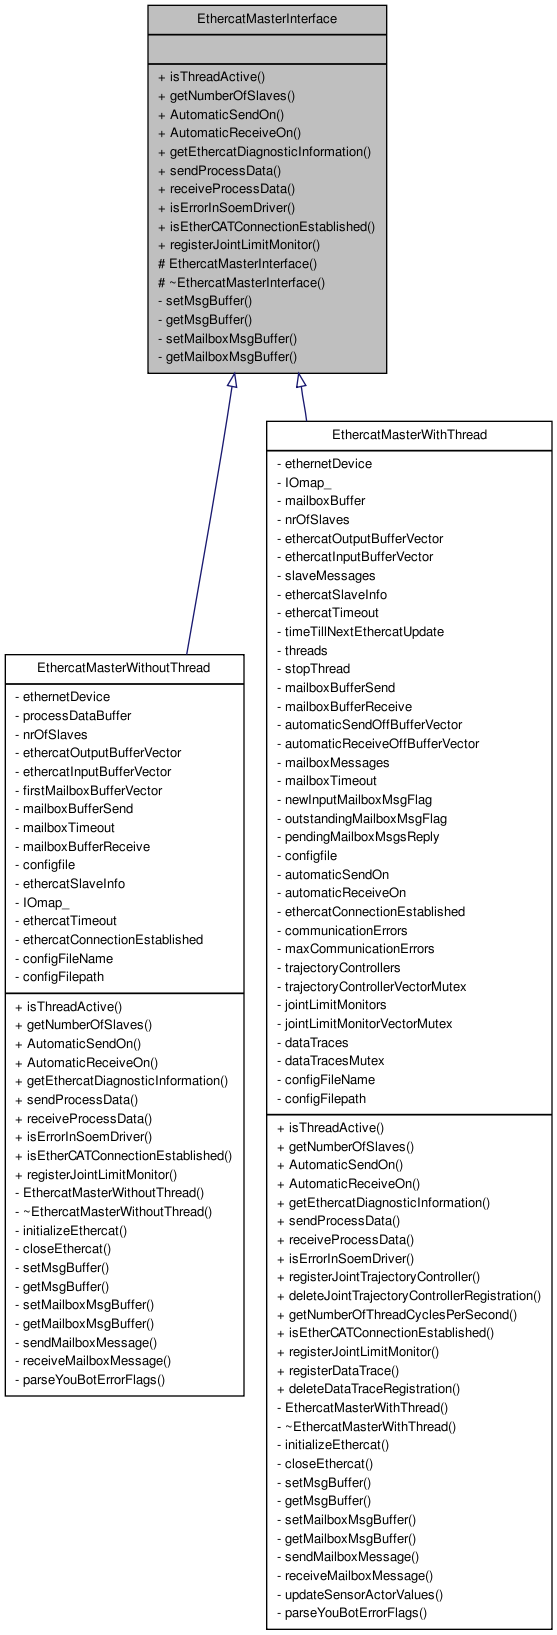 EthercatMasterInterface
+ isThreadActive()
+ getNumberOfSlaves()
+ AutomaticSendOn()
+ AutomaticReceiveOn()
+ getEthercatDiagnosticInformation()
+ sendProcessData()
+ receiveProcessData()
+ isErrorInSoemDriver()
+ isEtherCATConnectionEstablished()
+ registerJointLimitMonitor()
# EthercatMasterInterface()
# ~EthercatMasterInterface()
- setMsgBuffer()
- getMsgBuffer()
- setMailboxMsgBuffer()
- getMailboxMsgBuffer()
EthercatMasterWithThread
- ethernetDevice
- IOmap_
- mailboxBuffer
- nrOfSlaves
- ethercatOutputBufferVector
- ethercatInputBufferVector
- slaveMessages
- ethercatSlaveInfo
- ethercatTimeout
- timeTillNextEthercatUpdate
- threads
- stopThread
- mailboxBufferSend
- mailboxBufferReceive
- automaticSendOffBufferVector
- automaticReceiveOffBufferVector
- mailboxMessages
- mailboxTimeout
- newInputMailboxMsgFlag
- outstandingMailboxMsgFlag
- pendingMailboxMsgsReply
- configfile
- automaticSendOn
- automaticReceiveOn
- ethercatConnectionEstablished
- communicationErrors
- maxCommunicationErrors
- trajectoryControllers
- trajectoryControllerVectorMutex
- jointLimitMonitors
- jointLimitMonitorVectorMutex
- dataTraces
- dataTracesMutex
- configFileName
- configFilepath
+ isThreadActive()
+ getNumberOfSlaves()
+ AutomaticSendOn()
+ AutomaticReceiveOn()
+ getEthercatDiagnosticInformation()
+ sendProcessData()
+ receiveProcessData()
+ isErrorInSoemDriver()
+ registerJointTrajectoryController()
+ deleteJointTrajectoryControllerRegistration()
+ getNumberOfThreadCyclesPerSecond()
+ isEtherCATConnectionEstablished()
+ registerJointLimitMonitor()
+ registerDataTrace()
+ deleteDataTraceRegistration()
- EthercatMasterWithThread()
- ~EthercatMasterWithThread()
- initializeEthercat()
- closeEthercat()
- setMsgBuffer()
- getMsgBuffer()
- setMailboxMsgBuffer()
- getMailboxMsgBuffer()
- sendMailboxMessage()
- receiveMailboxMessage()
- updateSensorActorValues()
- parseYouBotErrorFlags()
EthercatMasterWithoutThread
- ethernetDevice
- processDataBuffer
- nrOfSlaves
- ethercatOutputBufferVector
- ethercatInputBufferVector
- firstMailboxBufferVector
- mailboxBufferSend
- mailboxTimeout
- mailboxBufferReceive
- configfile
- ethercatSlaveInfo
- IOmap_
- ethercatTimeout
- ethercatConnectionEstablished
- configFileName
- configFilepath
+ isThreadActive()
+ getNumberOfSlaves()
+ AutomaticSendOn()
+ AutomaticReceiveOn()
+ getEthercatDiagnosticInformation()
+ sendProcessData()
+ receiveProcessData()
+ isErrorInSoemDriver()
+ isEtherCATConnectionEstablished()
+ registerJointLimitMonitor()
- EthercatMasterWithoutThread()
- ~EthercatMasterWithoutThread()
- initializeEthercat()
- closeEthercat()
- setMsgBuffer()
- getMsgBuffer()
- setMailboxMsgBuffer()
- getMailboxMsgBuffer()
- sendMailboxMessage()
- receiveMailboxMessage()
- parseYouBotErrorFlags()